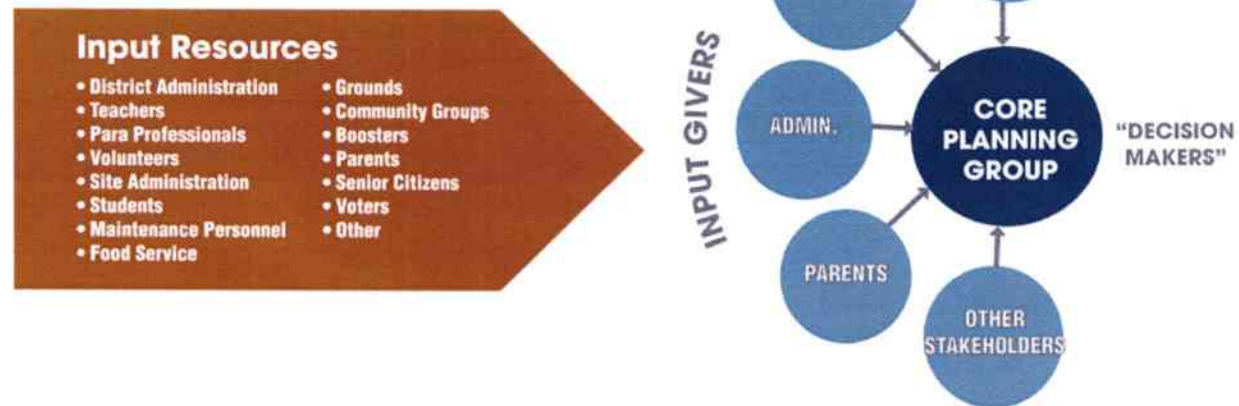 Input Resources
• District Administration
• Teachers
• Para Professionals
• Volunteers
• Site Administration
• Students
• Maintenance Personnel
• Food Service
• Grounds
• Community Groups
• Boosters
• Parents
• Senior Citizens
• Voters
• Other
INPUT GIVERS
ADMIN.
PARENTS
OTHER
STAKEHOLDERS
CORE
PLANNING
GROUP
"DECISION
MAKERS"